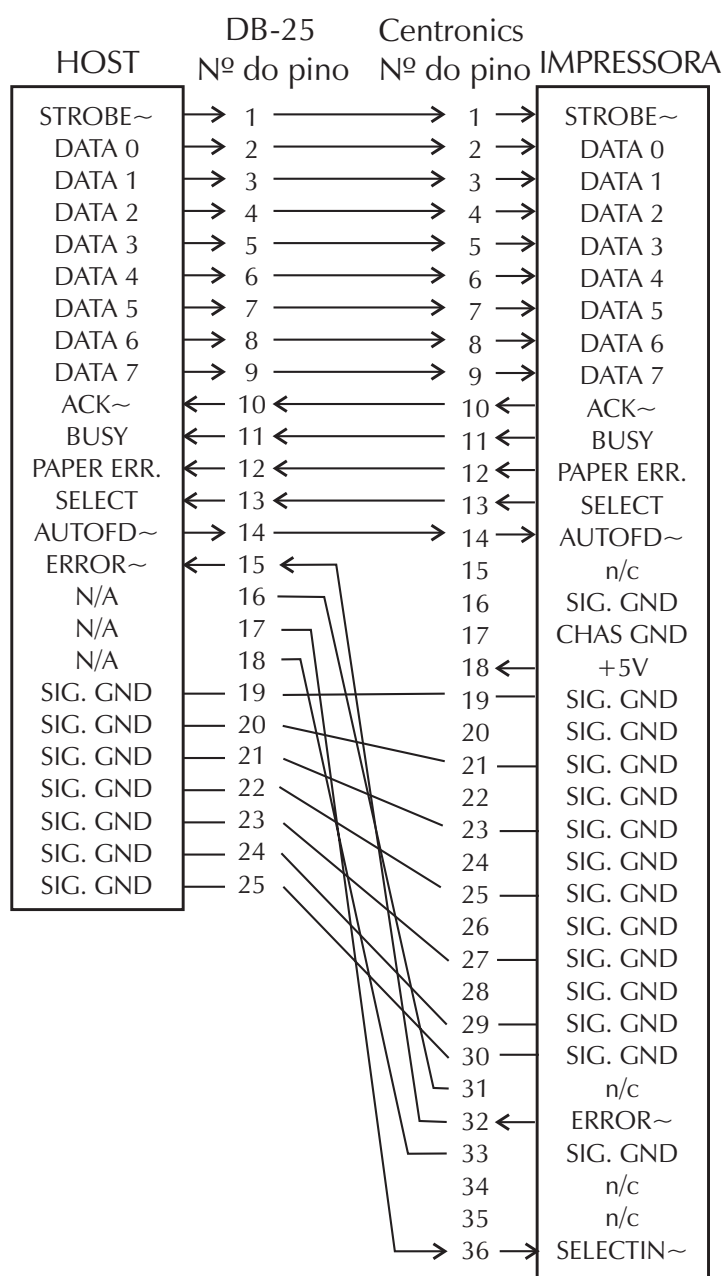 DB-25 Centronics
HOST Nº do pino Nº do pino IMPRESSORA
STROBE~ 1 1 STROBE~
DATA 0 2 2 DATA 0
DATA 1 3 3 DATA 1
DATA 2 4 4 DATA 2
DATA 3 5 5 DATA 3
DATA 4 6 6 DATA 4
DATA 5 7 7 DATA 5
DATA 6 8 8 DATA 6
DATA 7 9 9 DATA 7
ACK~ 10 10 ACK~
BUSY 11 11 BUSY
PAPER ERR. 12 12 PAPER ERR.
SELECT 13 13 SELECT
AUTOFD~ 14 14 AUTOFD~
ERROR~ 15 15 n/c
N/A 16 16 SIG. GND
N/A 17 17 CHAS GND
N/A 18 18 +5V
SIG. GND 19 19 SIG. GND
SIG. GND 20 20 SIG. GND
SIG. GND 21 21 SIG. GND
SIG. GND 22 22 SIG. GND
SIG. GND 23 23 SIG. GND
SIG. GND 24 24 SIG. GND
SIG. GND 25 25 SIG. GND
26 SIG. GND
27 SIG. GND
28 SIG. GND
29 SIG. GND
30 SIG. GND
31 n/c
32 ERROR~
33 SIG. GND
34 n/c
35 n/c
36 SELECTIN~